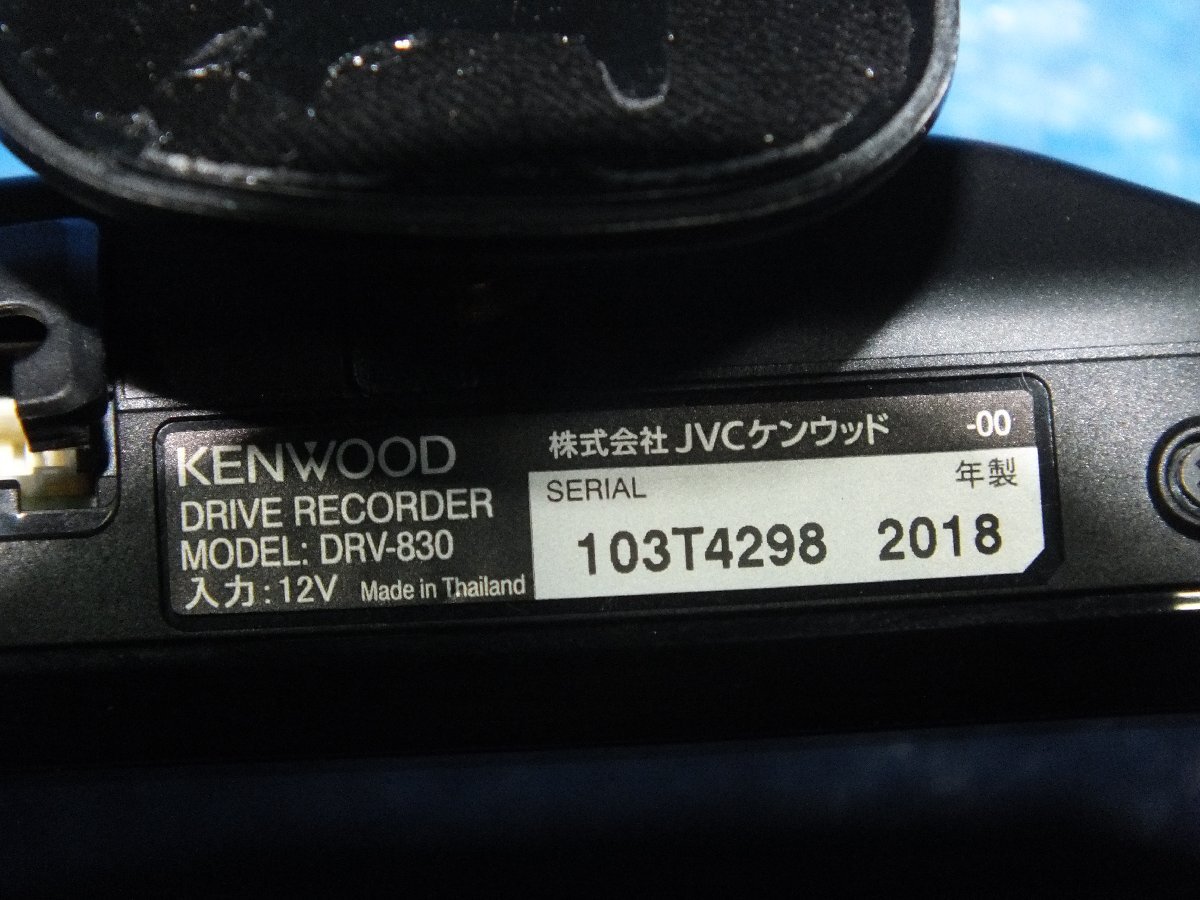 KENWOOD
DRIVE RECORDER
MODEL: DRV-830
入力:12V Made in Thailand
株式会社 JVCケンウッド -00
SERIAL 年製
103T4298 2018